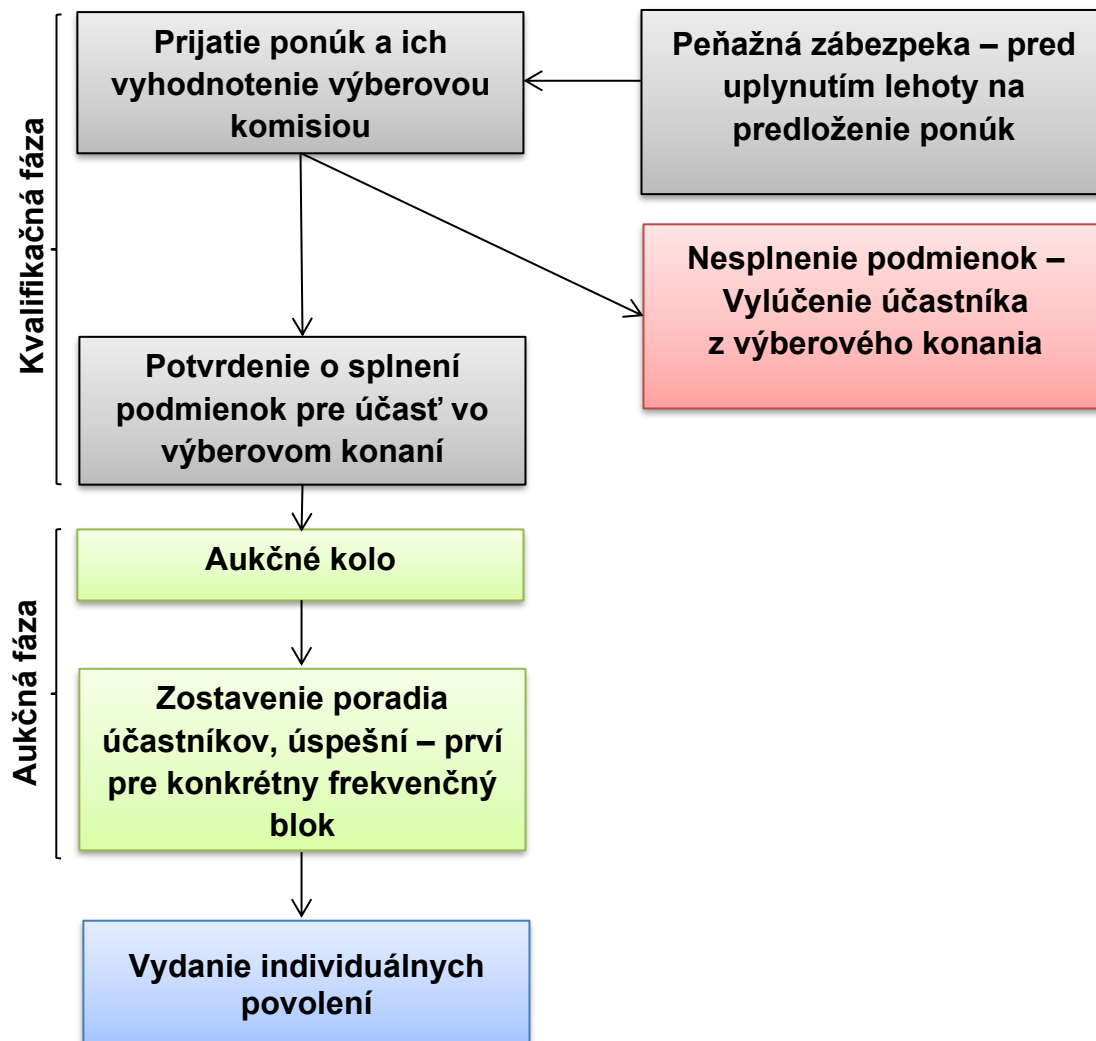 Kvalifikačná fáza
Prijatie ponúk a ich
vyhodnotenie výberovou
komisiou
Peňažná zábezpeka – pred
uplynutím lehoty na
predloženie ponúk
Nesplnenie podmienok –
Vylúčenie účastníka
z výberového konania
Potvrdenie o splnení
podmienok pre účasť vo
výberovom konaní
Aukčná fáza
Aukčné kolo
Zostavenie poradia
účastníkov, úspešní – prví
pre konkrétny frekvenčný
blok
Vydanie individuálnych
povolení